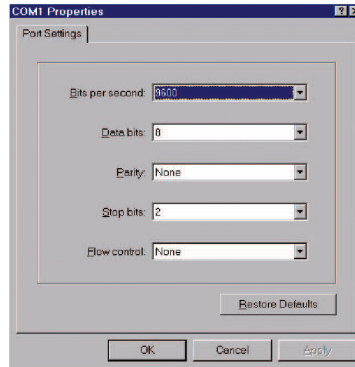 COM1 Properties
Port Settings
Bits per second: 9600
Data bits: 8
Parity: None
Stop bits: 2
Flow control: None
Restore Defaults
OK Cancel Apply